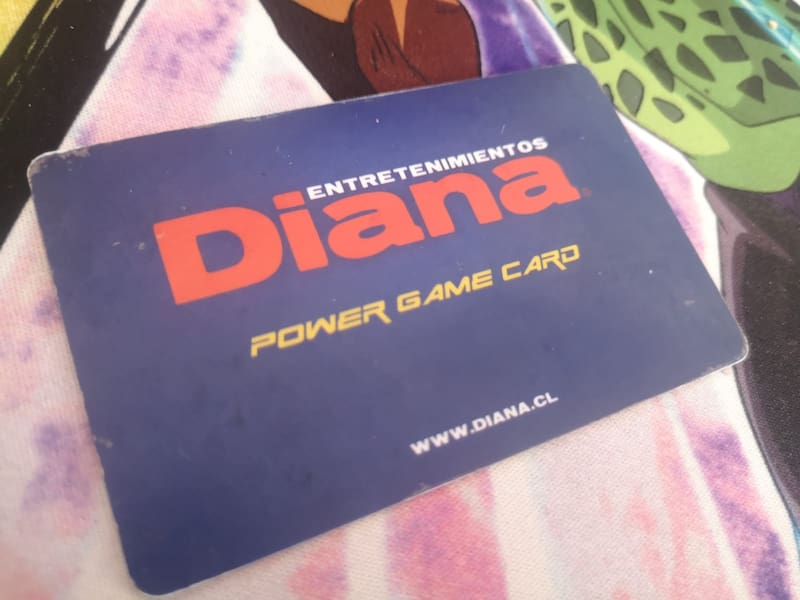 ENTRETENIMIENTOS
Diana
POWER GAME CARD
WWW.DIANA.CL